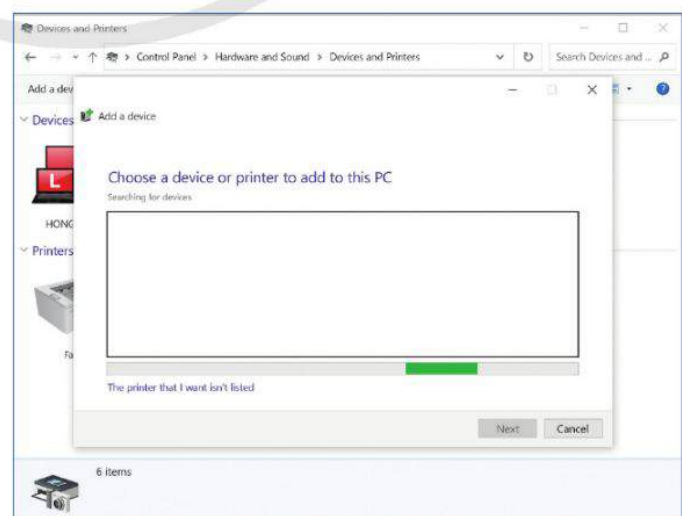 Devices and Printers
Control Panel > Hardware and Sound > Devices and Printers
Search Devices and ...
Add a dev
Add a device
Devices
Choose a device or printer to add to this PC
Searching for devices
L
HONG
Printers
Fa
The printer that I want isn't listed
Next
Cancel
6 items